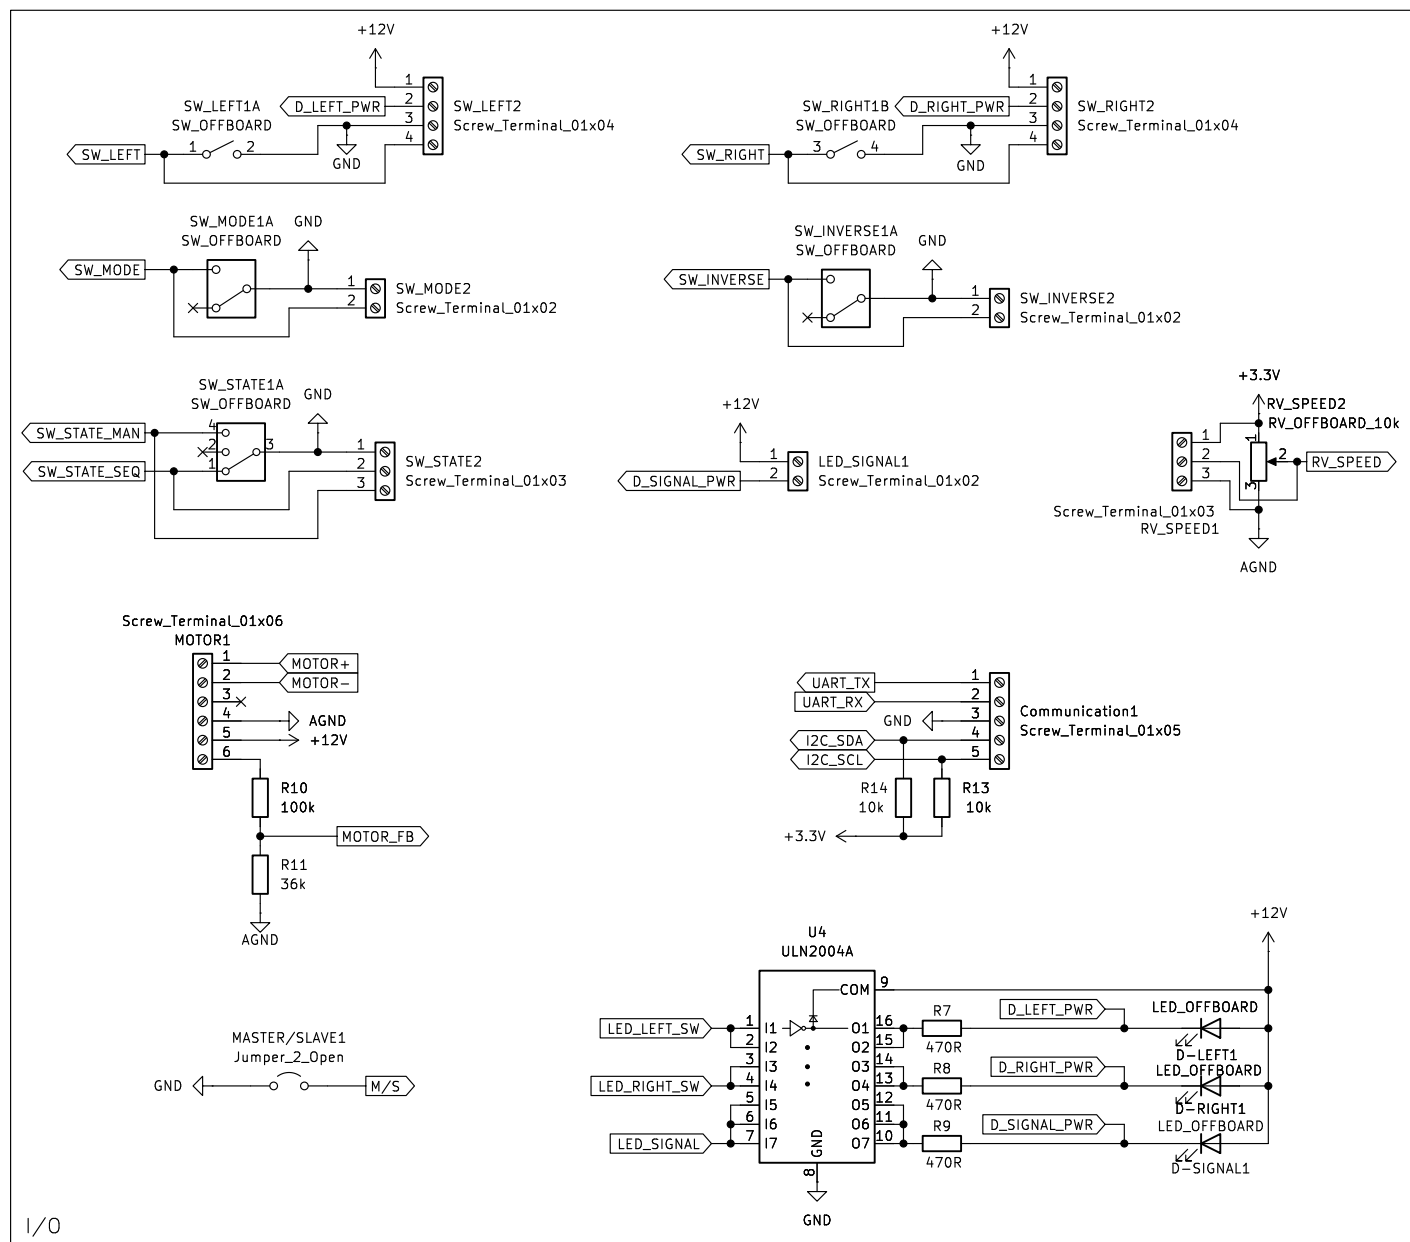 +12V
SW_LEFT1A
SW_OFFBOARD
D_LEFT_PWR
1
2
3
4
SW_LEFT2
Screw_Terminal_01x04
SW_LEFT
1
2
GND
+12V
SW_RIGHT1B
SW_OFFBOARD
D_RIGHT_PWR
1
2
3
4
SW_RIGHT2
Screw_Terminal_01x04
SW_RIGHT
3
4
GND
SW_MODE1A
SW_OFFBOARD
GND
SW_MODE
1
2
SW_MODE2
Screw_Terminal_01x02
SW_INVERSE1A
SW_OFFBOARD
GND
SW_INVERSE
1
2
SW_INVERSE2
Screw_Terminal_01x02
SW_STATE1A
SW_OFFBOARD
GND
SW_STATE_MAN
SW_STATE_SEQ
4
2
1
3
1
2
3
SW_STATE2
Screw_Terminal_01x03
+12V
D_SIGNAL_PWR
1
2
LED_SIGNAL1
Screw_Terminal_01x02
+3.3V
RV_SPEED2
RV_OFFBOARD_10k
1
2
3
1
2
3
RV_SPEED
Screw_Terminal_01x03
RV_SPEED1
AGND
Screw_Terminal_01x06
MOTOR1
1
2
3
4
5
6
MOTOR+
MOTOR-
AGND
+12V
R10
100k
MOTOR_FB
R11
36k
AGND
UART_TX
UART_RX
GND
I2C_SDA
I2C_SCL
1
2
3
4
5
Communication1
Screw_Terminal_01x05
R14
10k
R13
10k
+3.3V
MASTER/SLAVE1
Jumper_2_Open
GND
M/S
U4
ULN2004A
+12V
COM
9
LED_LEFT_SW
LED_RIGHT_SW
LED_SIGNAL
1
2
3
4
5
6
7
I1
I2
I3
I4
I5
I6
I7
O1
O2
O3
O4
O5
O6
O7
16
15
14
13
12
11
10
GND
8
GND
R7
470R
D_LEFT_PWR
LED_OFFBOARD
D-LEFT1
R8
470R
D_RIGHT_PWR
LED_OFFBOARD
D-RIGHT1
R9
470R
D_SIGNAL_PWR
LED_OFFBOARD
D-SIGNAL1
I/O